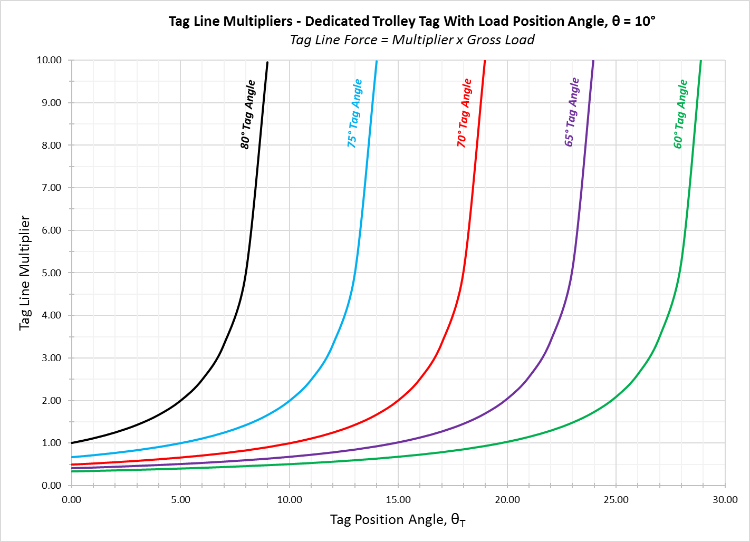 Tag Line Multipliers - Dedicated Trolley Tag With Load Position Angle, θ = 10°
Tag Line Force = Multiplier x Gross Load
10.00
9.00
8.00
7.00
6.00
5.00
4.00
3.00
2.00
1.00
0.00
Tag Line Multiplier
80° Tag Angle
75° Tag Angle
70° Tag Angle
65° Tag Angle
60° Tag Angle
0.00 5.00 10.00 15.00 20.00 25.00 30.00
Tag Position Angle, θT